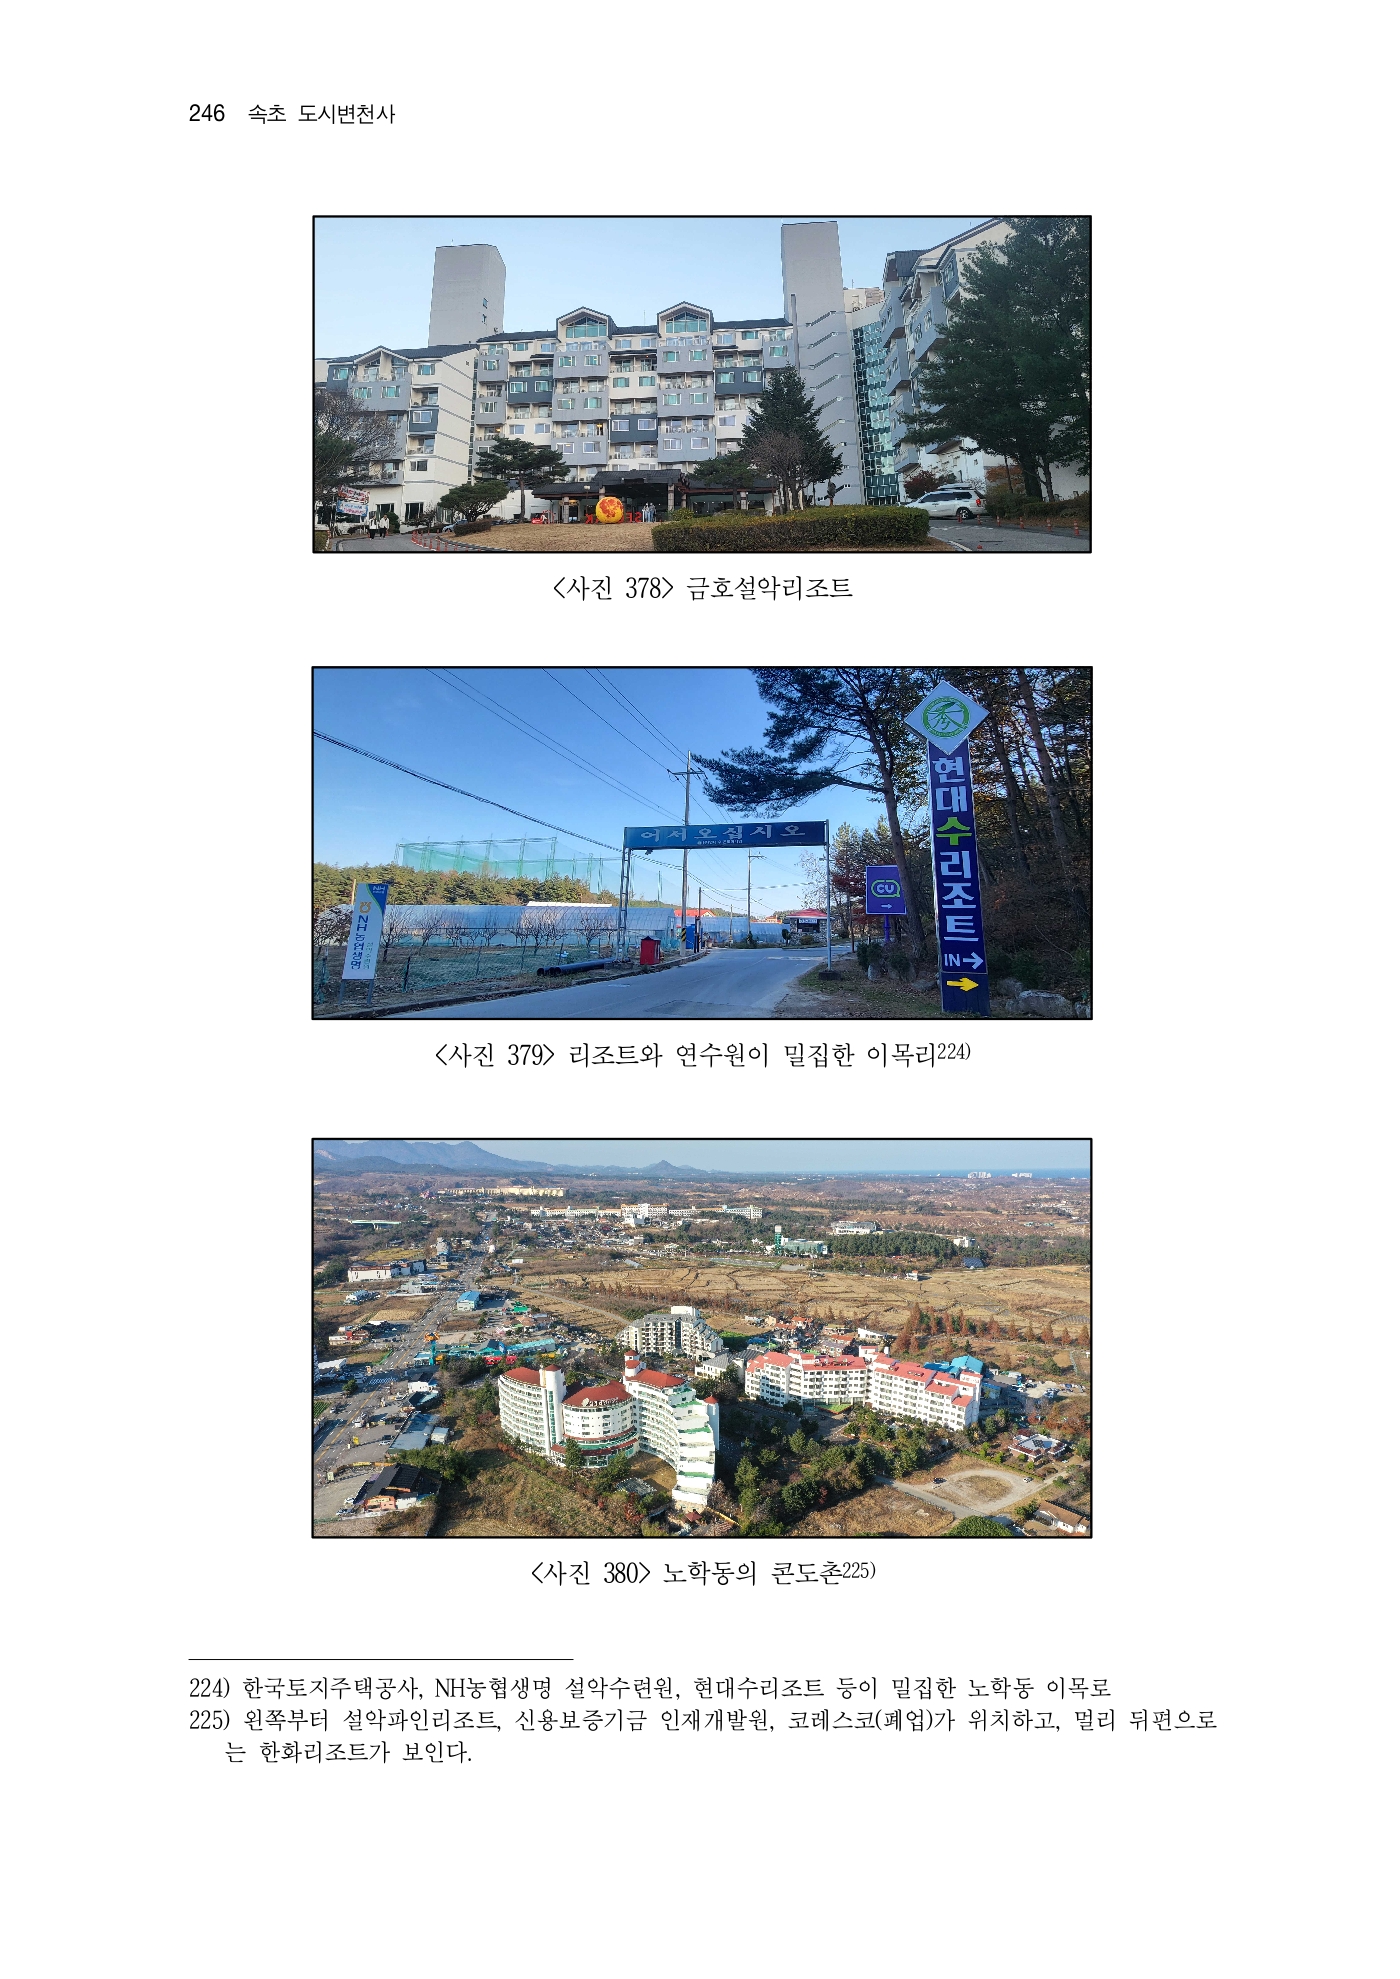 246 속초 도시변천사
<사진 378> 금호설악리조트
어서오십시오
NH
NH농협생명
CU
→
현대수리조트
IN→
<사진 379> 리조트와 연수원이 밀집한 이목리224)
<사진 380> 노학동의 콘도촌225)
224) 한국토지주택공사, NH농협생명 설악수련원, 현대수리조트 등이 밀집한 노학동 이목로
225) 왼쪽부터 설악파인리조트, 신용보증기금 인재개발원, 코레스코(폐업)가 위치하고, 멀리 뒤편으로
는 한화리조트가 보인다.